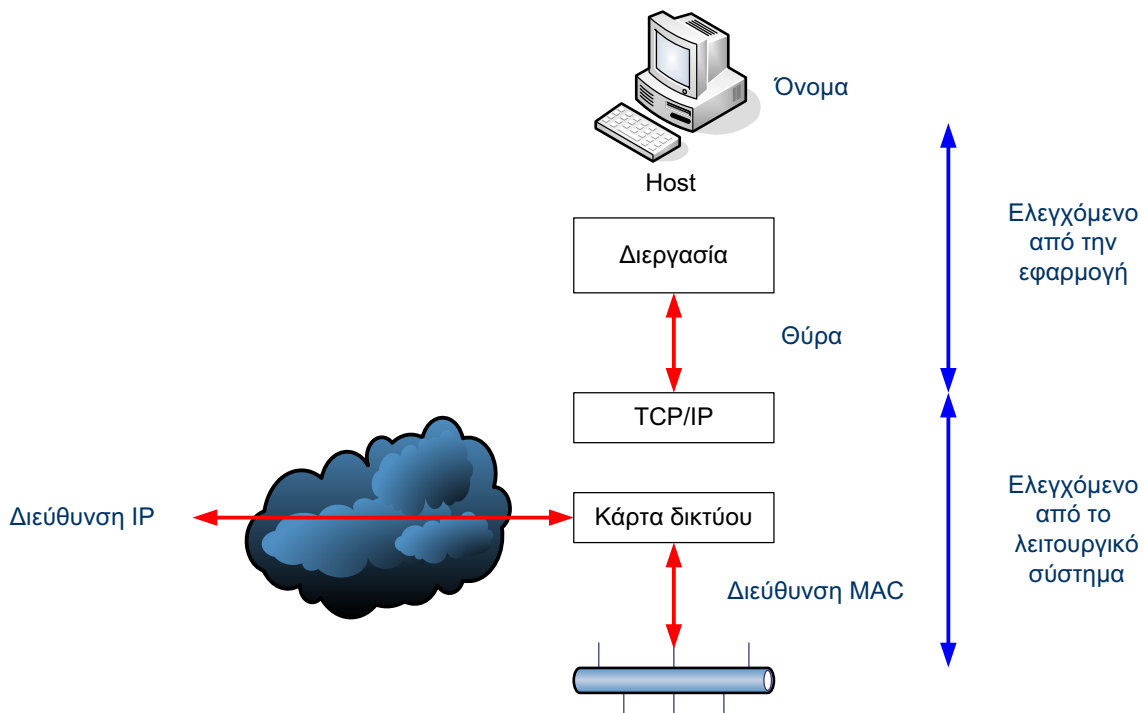 Όνομα
Host
Ελεγχόμενο
από την
εφαρμογή
Διεργασία
Θύρα
TCP/IP
Ελεγχόμενο
από το
λειτουργικό
σύστημα
Διεύθυνση IP
Κάρτα δικτύου
Διεύθυνση MAC